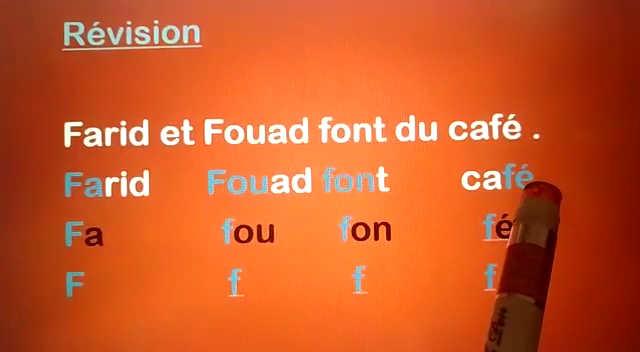 Révision
Farid et Fouad font du café .
Farid Fouad font café
Fa fou fon fé
F f f f